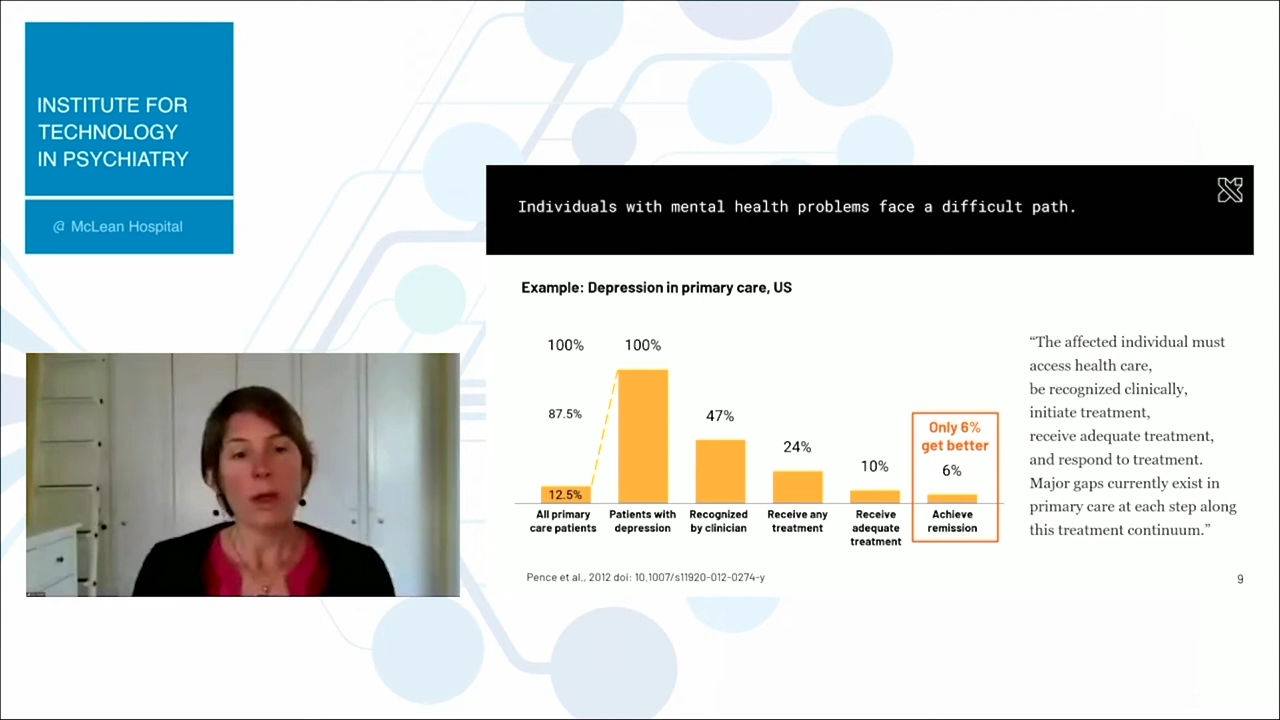 INSTITUTE FOR
TECHNOLOGY
IN PSYCHIATRY
@ McLean Hospital
Individuals with mental health problems face a difficult path.
Example: Depression in primary care, US
100%
100%
87.5%
47%
24%
10%
Only 6%
get better
6%
12.5%
All primary
care patients
Patients with
depression
Recognized
by clinician
Receive any
treatment
Receive
adequate
treatment
Achieve
remission
“The affected individual must
access health care,
be recognized clinically,
initiate treatment,
receive adequate treatment,
and respond to treatment.
Major gaps currently exist in
primary care at each step along
this treatment continuum.”
Pence et al., 2012 doi: 10.1007/s11920-012-0274-y
9